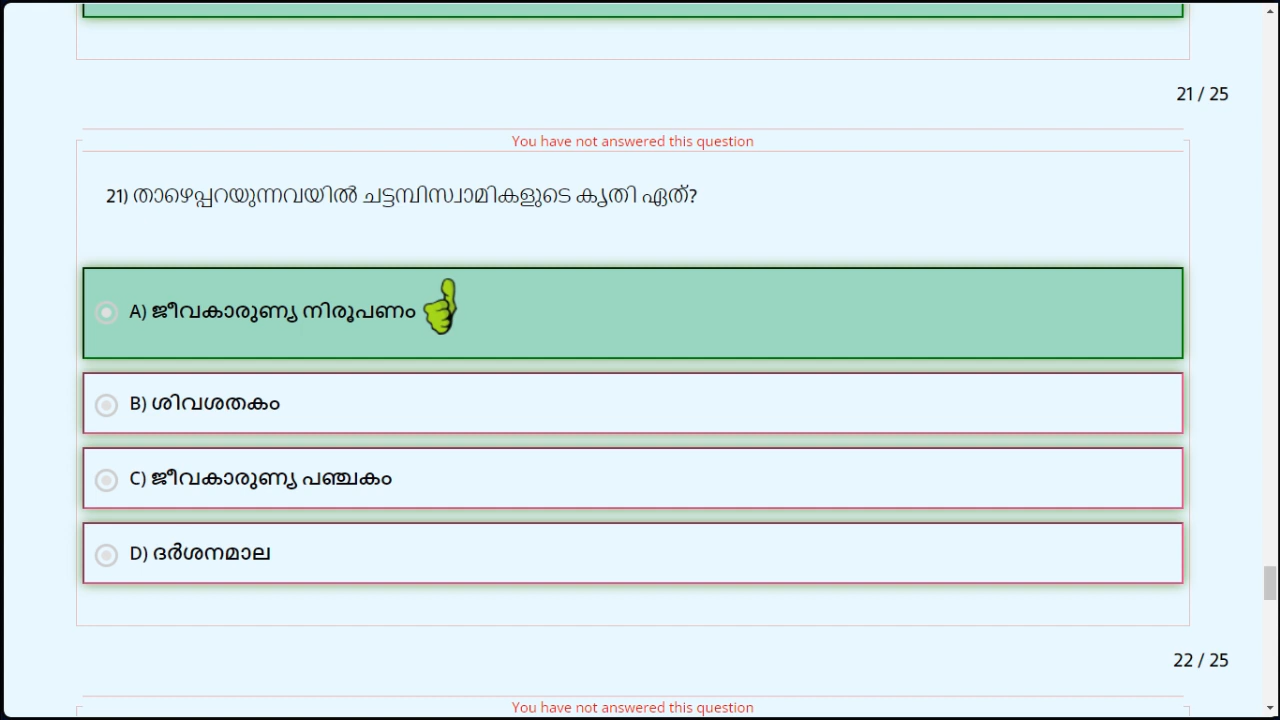 21 / 25
You have not answered this question
21) താഴെപ്പറയുന്നവയിൽ ചട്ടമ്പിസ്വാമികളുടെ കൃതി ഏത്?
A) ജീവകാരുണ്യ നിരൂപണം
B) ശിവശതകം
C) ജീവകാരുണ്യ പഞ്ചകം
D) ദർശനമാല
22 / 25
You have not answered this question